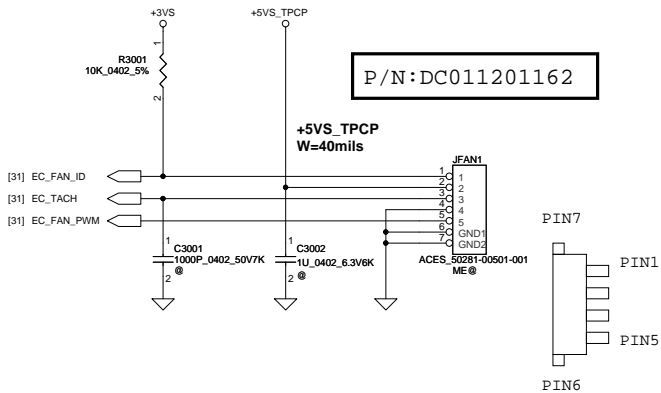 +3VS
+5VS_TPCP
1
R3001
10K_0402_5%
2
P/N:DC011201162
+5VS_TPCP
W=40mils
JFAN1
[31] EC_FAN_ID
1 1
2 2
[31] EC_TACH
3 3
4 4
[31] EC_FAN_PWM
5 5
6 GND1
7 GND2
PIN7
1
C3001
1000P_0402_50V7K
@
2
1
C3002
1U_0402_6.3V6K
@
2
ACES_50281-00501-001
ME@
PIN1
PIN5
PIN6